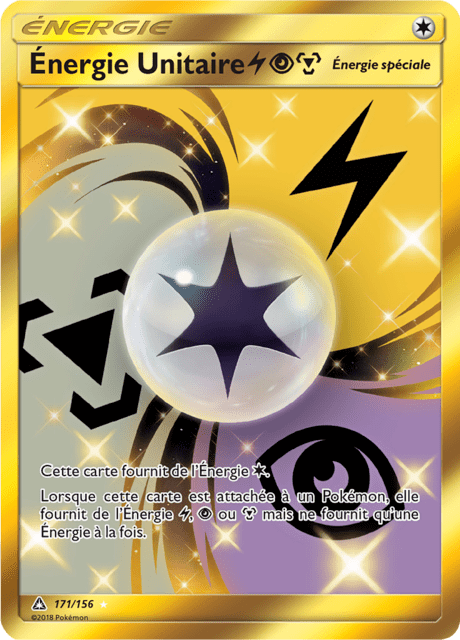 ÉNERGIE
Énergie Unitaire Énergie spéciale
Cette carte fournit de l'Énergie .
Lorsque cette carte est attachée à un Pokémon, elle
fournit de l'Énergie , ou mais ne fournit qu'une
Énergie à la fois.
171/156
©2018 Pokémon